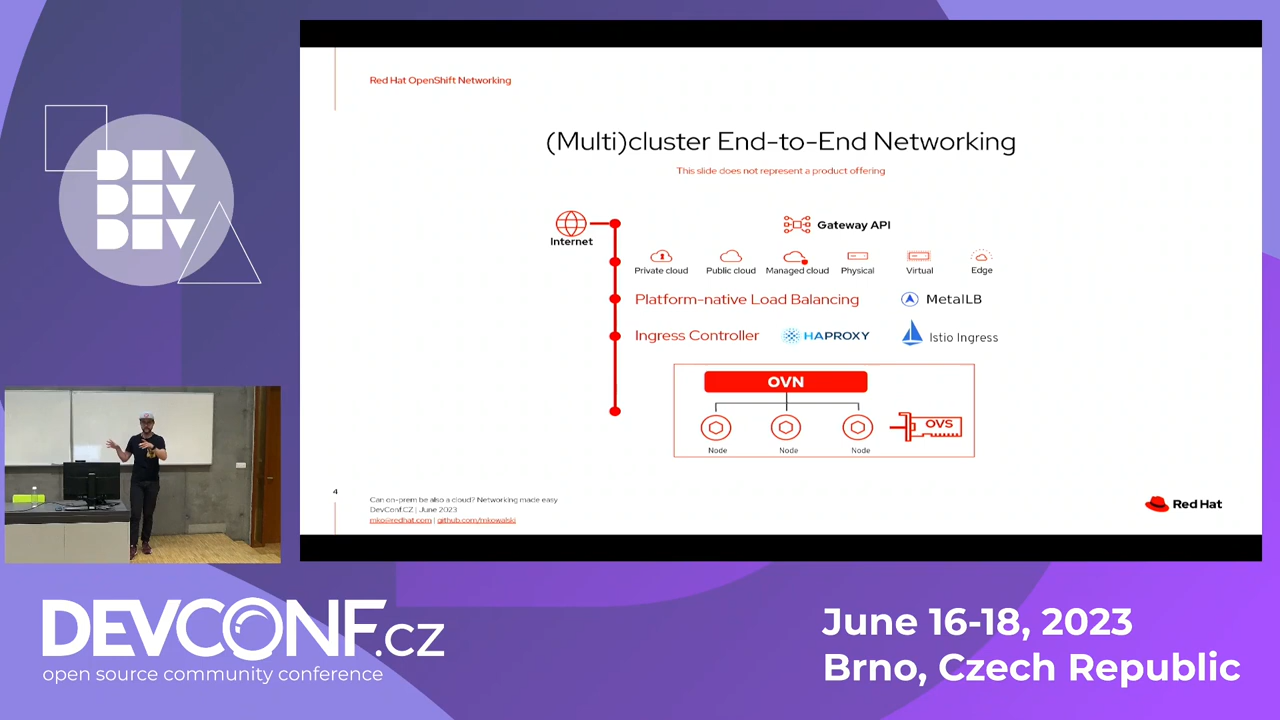 DEV
DEV
DEV
Red Hat OpenShift Networking
(Multi)cluster End-to-End Networking
This slide does not represent a product offering
Internet
Gateway API
Private cloud
Public cloud
Managed cloud
Physical
Virtual
Edge
Platform-native Load Balancing
MetalLB
Ingress Controller
HAPROXY
Istio Ingress
OVN
Node
Node
Node
OVS
4
Can on-prem be also a cloud? Networking made easy
DevConf.CZ | June 2023
mko@redhat.com | github.com/mkowalski
Red Hat
DEVCONF.cz
open source community conference
June 16-18, 2023
Brno, Czech Republic